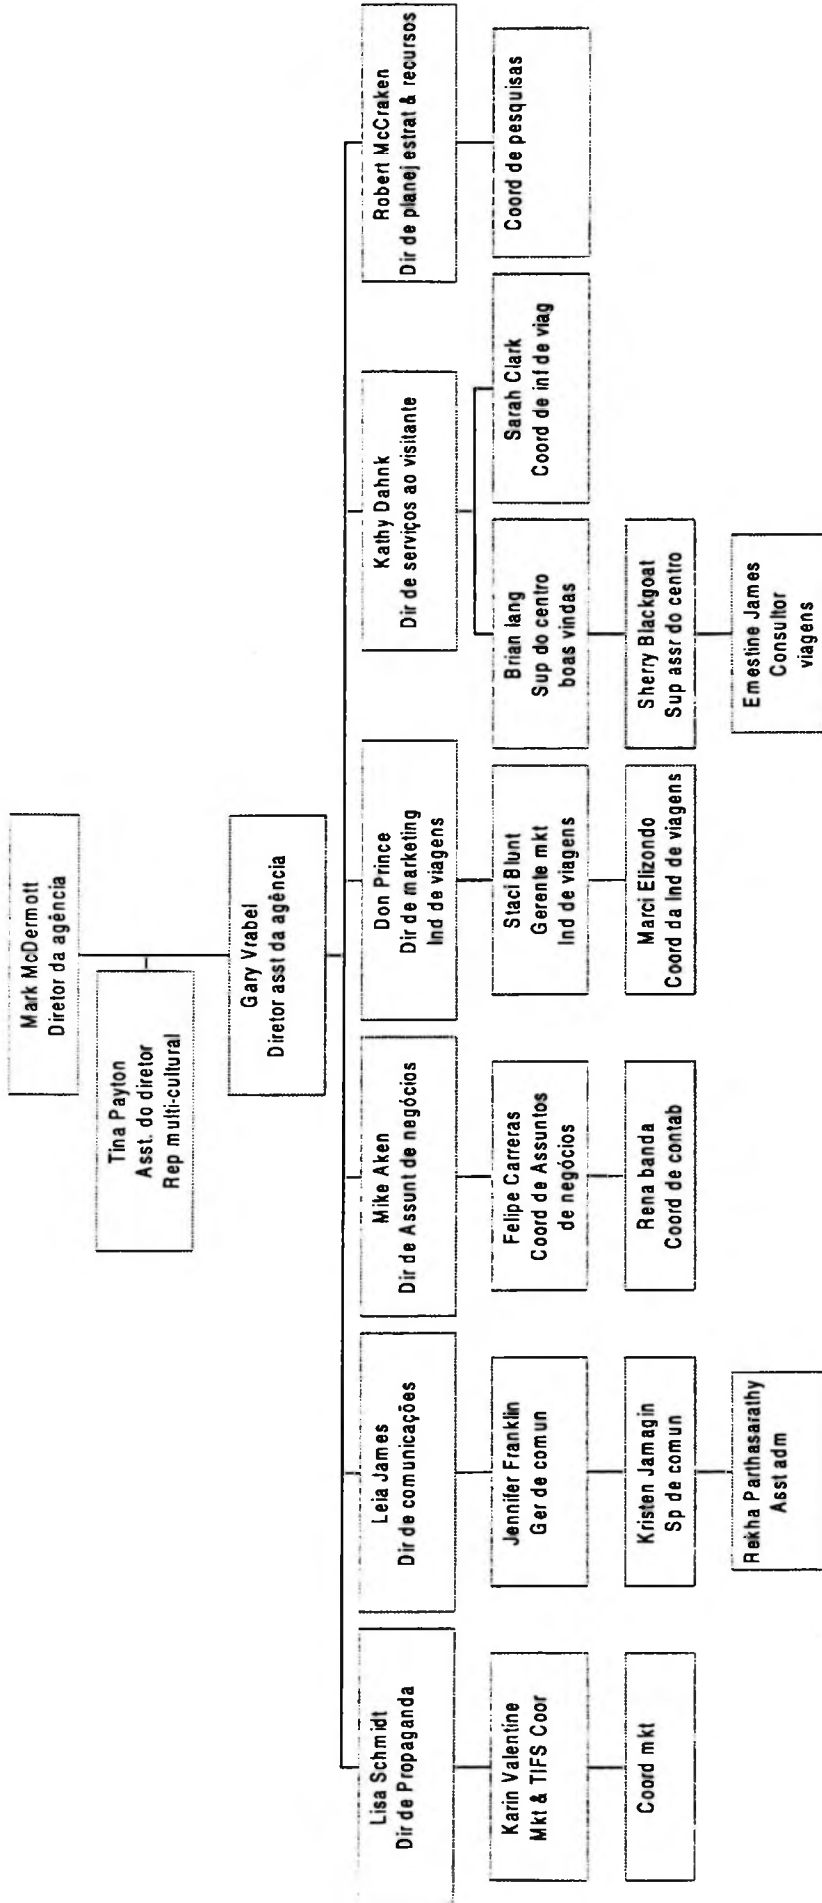 Mark McDermott
Diretor da agência
Tina Payton
Asst. do diretor
Rep multi-cultural
Gary Vrabel
Diretor asst da agência
Lisa Schmidt
Dir de Propaganda
Leia James
Dir de comunicações
Mike Aken
Dir de Assunt de negócios
Don Prince
Dir de marketing
Ind de viagens
Kathy Dahnk
Dir de serviços ao visitante
Robert McCraken
Dir de planej estrat & recursos
Karin Valentine
Mkt & TIFS Coor
Jennifer Franklin
Ger de comun
Felipe Carreras
Coord de Assuntos
de negócios
Staci Blunt
Gerente mkt
Ind de viagens
Brian lang
Sup do centro
boas vindas
Sarah Clark
Coord de inf de viag
Coord de pesquisas
Coord mkt
Kristen Jamagin
Sp de comun
Rena banda
Coord de contab
Marci Elizondo
Coord da Ind de viagens
Sherry Blackgoat
Sup assr do centro
Rekha Parthasarathy
Asst adm
Emestine James
Consultor
viagens